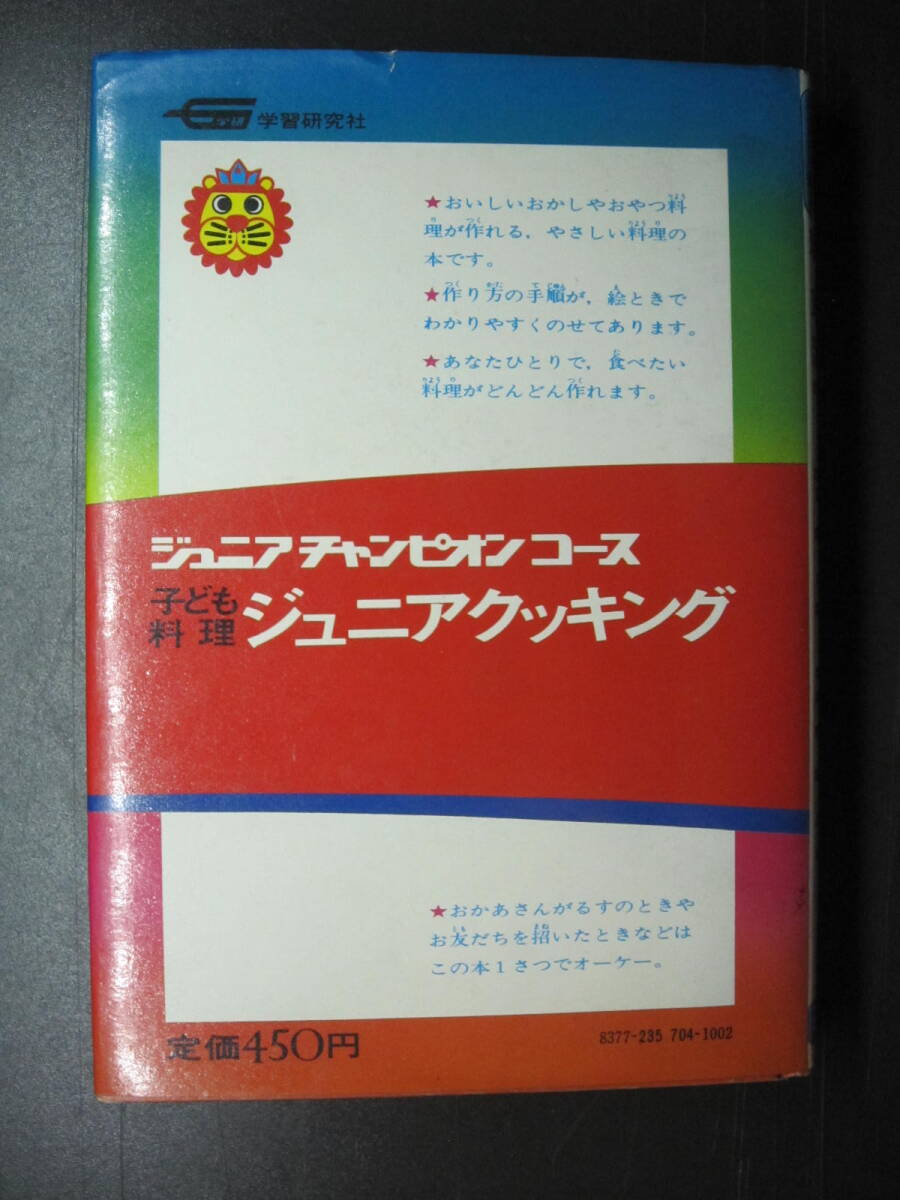 学研 学習研究社
★おいしいおかしやおやつ料
理が作れる，やさしい料理の
本です。
★作り方の手順が，絵ときで
わかりやすくのせてあります。
★あなたひとりで，食べたい
料理がどんどん作れます。
ジュニアチャンピオンコース
子ども
料理
ジュニアクッキング
★おかあさんがるすのときや
お友だちを招いたときなどは
この本1さつでオーケー。
定価450円
8377-235 704-1002